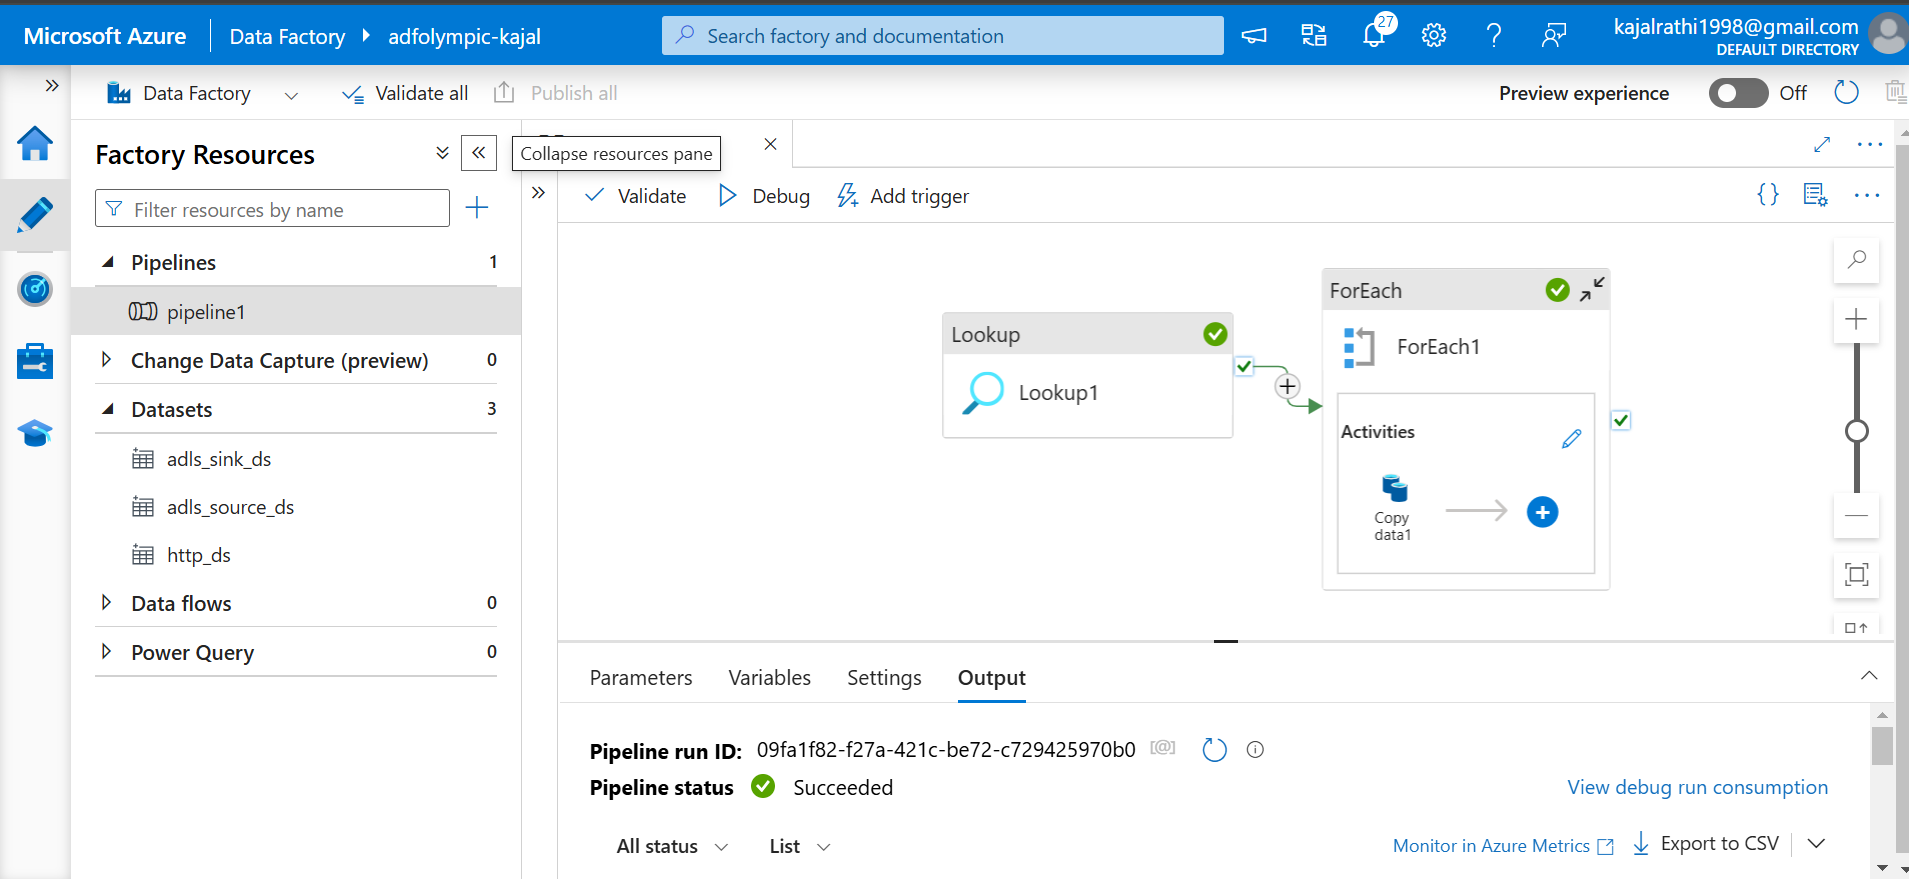 Microsoft Azure
Data Factory
adfolympic-kajal
Search factory and documentation
27
kajalrathi1998@gmail.com
DEFAULT DIRECTORY
Data Factory
Validate all
Publish all
Preview experience
Off
Factory Resources
Collapse resources pane
Filter resources by name
Validate
Debug
Add trigger
Pipelines 1
pipeline1
Change Data Capture (preview) 0
Datasets 3
adls_sink_ds
adls_source_ds
http_ds
Data flows 0
Power Query 0
Lookup
Lookup1
ForEach
ForEach1
Activities
Copy
data1
Parameters
Variables
Settings
Output
Pipeline run ID: 09fa1f82-f27a-421c-be72-c729425970b0
Pipeline status Succeeded
View debug run consumption
All status
List
Monitor in Azure Metrics
Export to CSV